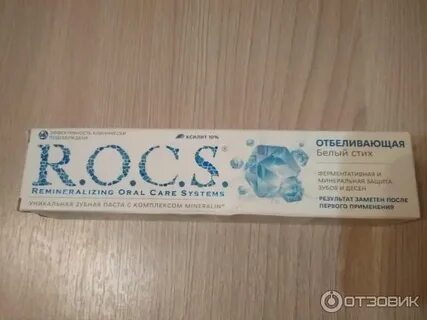 ЭФФЕКТИВНОСТЬ КЛИНИЧЕСКИ
ПОДТВЕРЖДЕНА
КСИЛИТ 10%
R.O.C.S.®
REMINERALIZING ORAL CARE SYSTEMS
УНИКАЛЬНАЯ ЗУБНАЯ ПАСТА С КОМПЛЕКСОМ MINERALIN®
ОТБЕЛИВАЮЩАЯ
Белый стих
ФЕРМЕНТАТИВНАЯ И
МИНЕРАЛЬНАЯ ЗАЩИТА
ЗУБОВ И ДЕСЕН
РЕЗУЛЬТАТ ЗАМЕТЕН ПОСЛЕ
ПЕРВОГО ПРИМЕНЕНИЯ
ОТЗОВИК